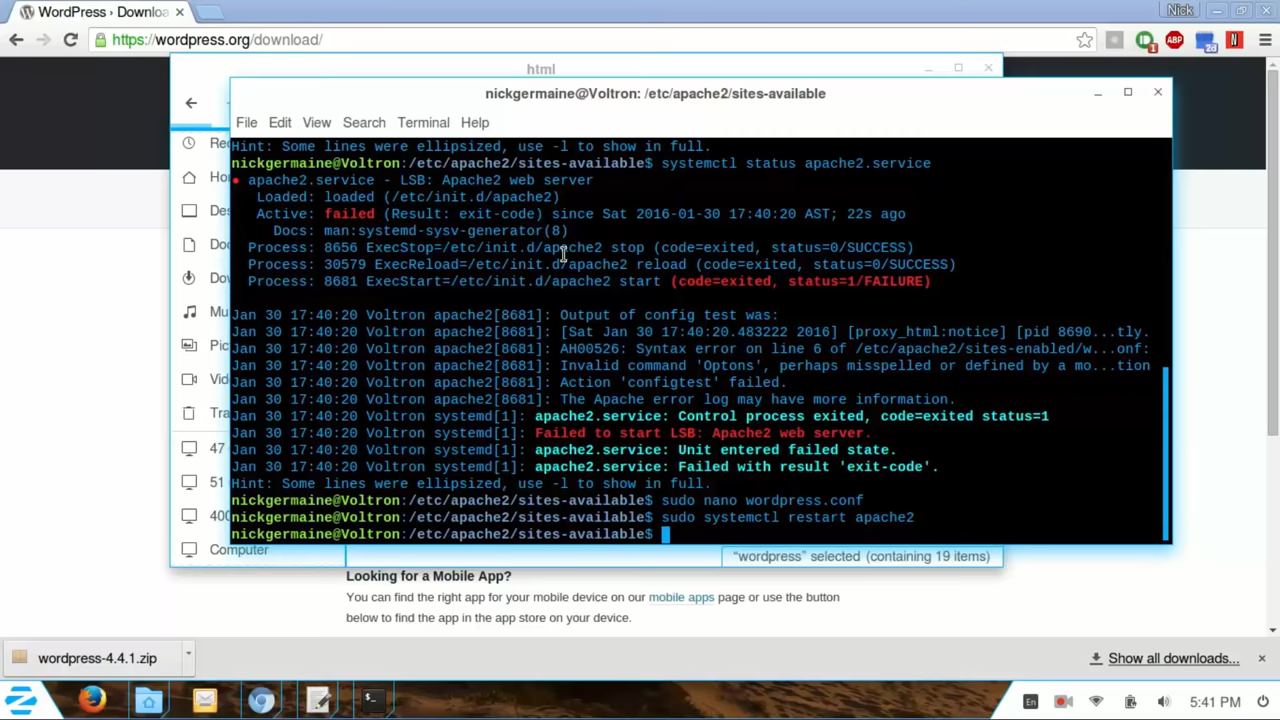 WordPress › Downloa
Nick
https://wordpress.org/download/
1
ABP
2d
N
html
nickgermaine@Voltron: /etc/apache2/sites-available
File Edit View Search Terminal Help
Hint: Some lines were ellipsized, use -l to show in full.
nickgermaine@Voltron:/etc/apache2/sites-available$ systemctl status apache2.service
● apache2.service - LSB: Apache2 web server
Loaded: loaded (/etc/init.d/apache2)
Active: failed (Result: exit-code) since Sat 2016-01-30 17:40:20 AST; 22s ago
Docs: man:systemd-sysv-generator(8)
Process: 8656 ExecStop=/etc/init.d/apache2 stop (code=exited, status=0/SUCCESS)
Process: 30579 ExecReload=/etc/init.d/apache2 reload (code=exited, status=0/SUCCESS)
Process: 8681 ExecStart=/etc/init.d/apache2 start (code=exited, status=1/FAILURE)
Jan 30 17:40:20 Voltron apache2[8681]: Output of config test was:
Jan 30 17:40:20 Voltron apache2[8681]: [Sat Jan 30 17:40:20.483222 2016] [proxy_html:notice] [pid 8690...tly.
Jan 30 17:40:20 Voltron apache2[8681]: AH00526: Syntax error on line 6 of /etc/apache2/sites-enabled/w...onf:
Jan 30 17:40:20 Voltron apache2[8681]: Invalid command 'Optons', perhaps misspelled or defined by a mo...tion
Jan 30 17:40:20 Voltron apache2[8681]: Action 'configtest' failed.
Jan 30 17:40:20 Voltron apache2[8681]: The Apache error log may have more information.
Jan 30 17:40:20 Voltron systemd[1]: apache2.service: Control process exited, code=exited status=1
Jan 30 17:40:20 Voltron systemd[1]: Failed to start LSB: Apache2 web server.
Jan 30 17:40:20 Voltron systemd[1]: apache2.service: Unit entered failed state.
Jan 30 17:40:20 Voltron systemd[1]: apache2.service: Failed with result 'exit-code'.
Hint: Some lines were ellipsized, use -l to show in full.
nickgermaine@Voltron:/etc/apache2/sites-available$ sudo nano wordpress.conf
nickgermaine@Voltron:/etc/apache2/sites-available$ sudo systemctl restart apache2
nickgermaine@Voltron:/etc/apache2/sites-available$
Rec
Ho
Des
Do
Do
Mu
Pic
Vid
Tra
47
51
400
Computer
“wordpress” selected (containing 19 items)
Looking for a Mobile App?
You can find the right app for your mobile device on our mobile apps page or use the button
below to find the app in the app store on your device.
wordpress-4.4.1.zip
Show all downloads...
En
5:41 PM